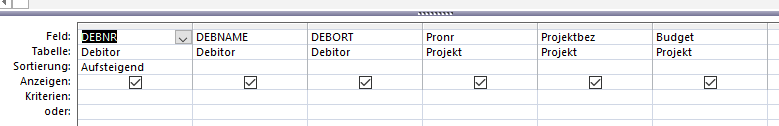 Feld: DEBNR DEBNAME DEBORT Pronr Projektbez Budget
Tabelle: Debitor Debitor Debitor Projekt Projekt Projekt
Sortierung: Aufsteigend
Anzeigen:
Kriterien:
oder: